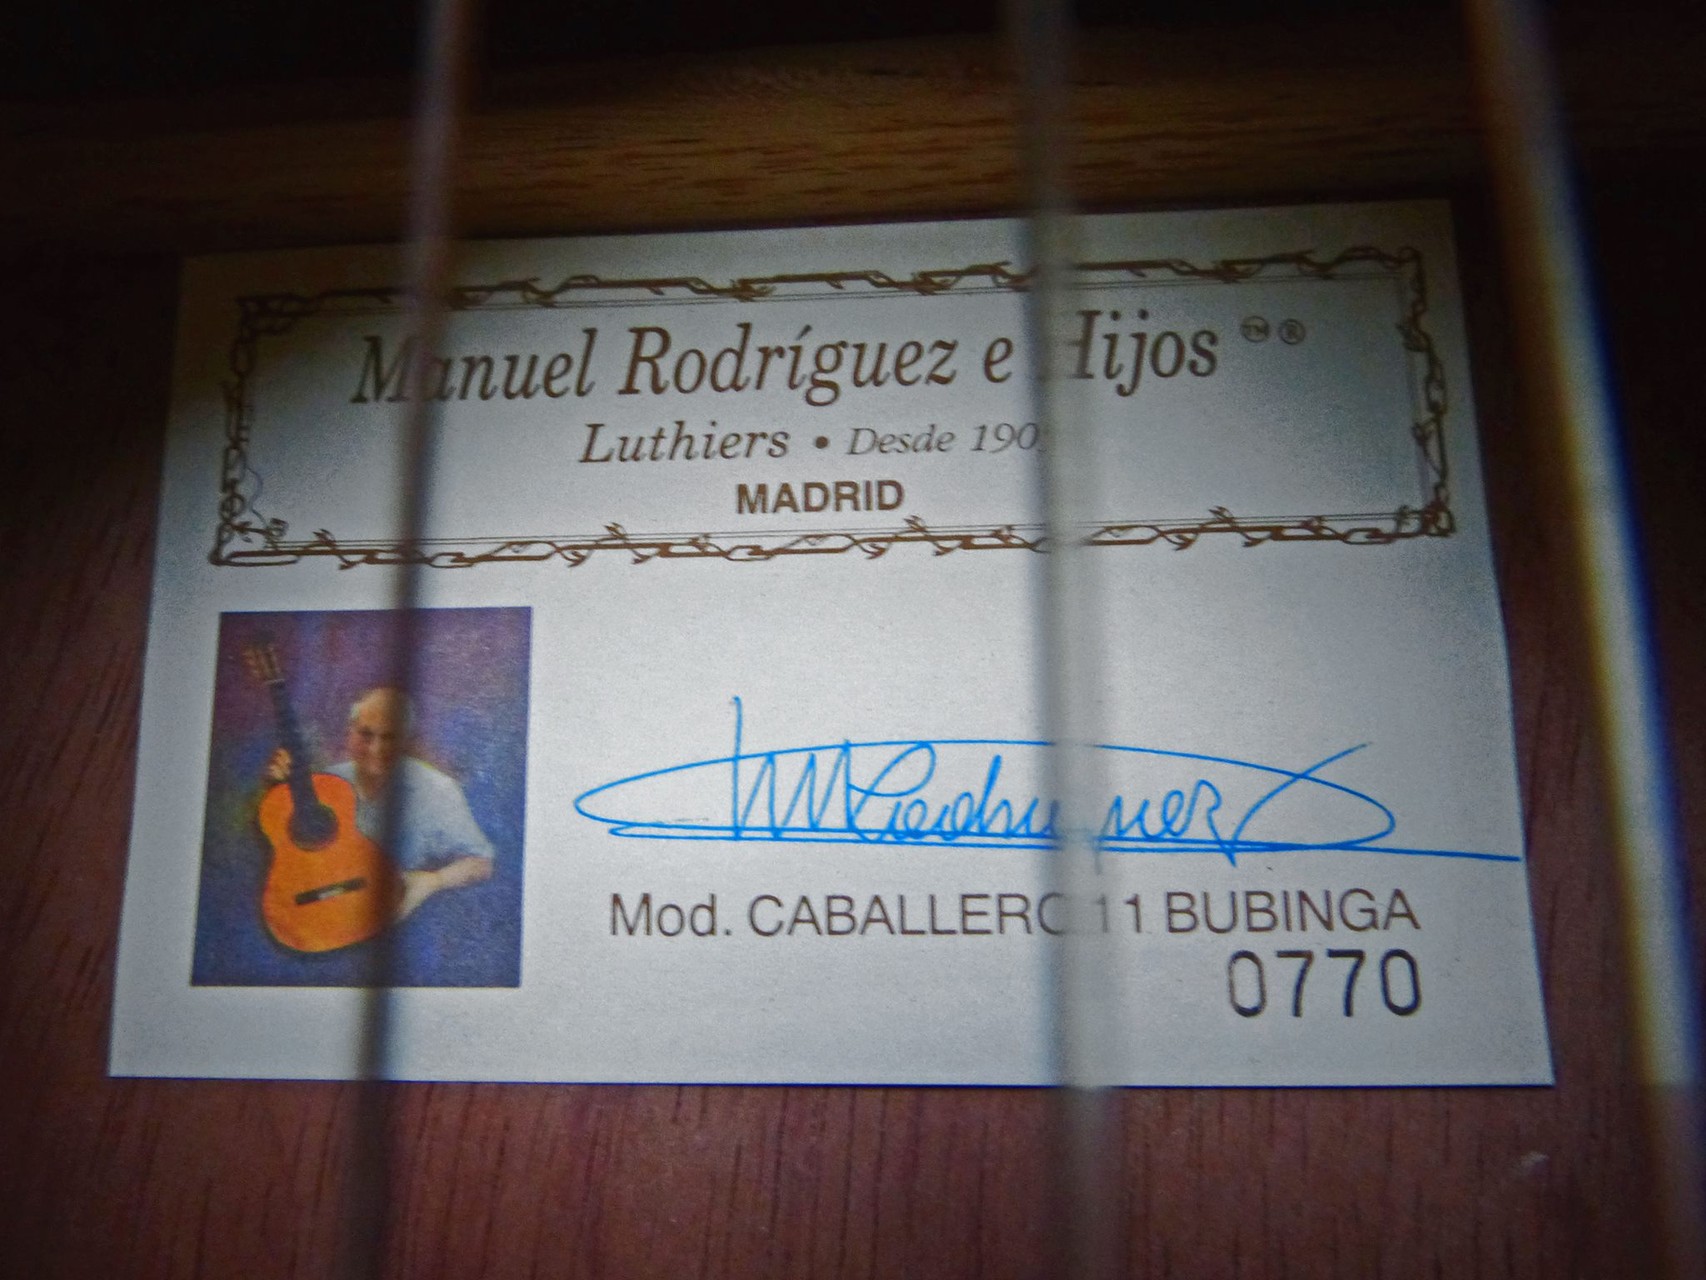 Manuel Rodríguez e Hijos ™ ®
Luthiers • Desde
MADRID
Mod. CABALLERO 11 BUBINGA
0770